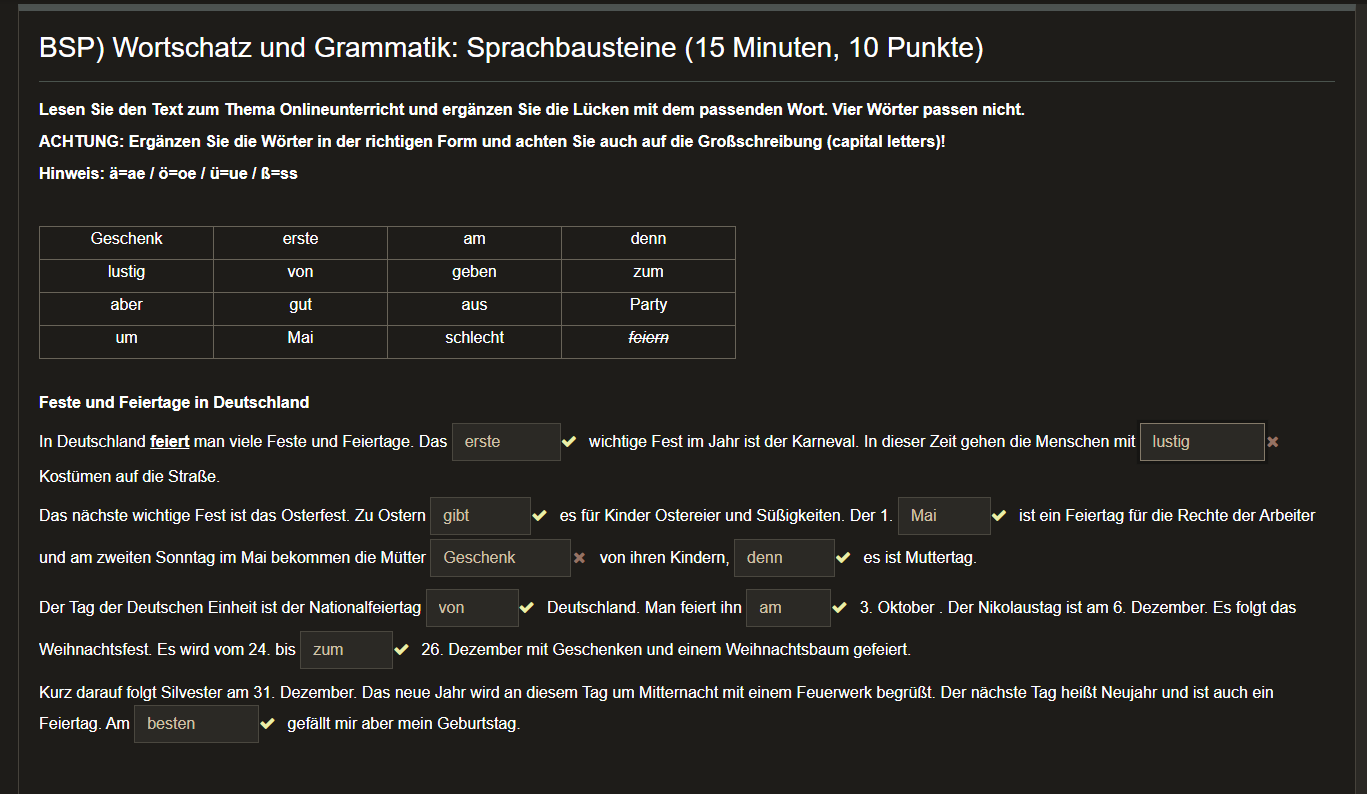 BSP) Wortschatz und Grammatik: Sprachbausteine (15 Minuten, 10 Punkte)
Lesen Sie den Text zum Thema Onlineunterricht und ergänzen Sie die Lücken mit dem passenden Wort. Vier Wörter passen nicht.
ACHTUNG: Ergänzen Sie die Wörter in der richtigen Form und achten Sie auch auf die Großschreibung (capital letters)!
Hinweis: ä=ae / ö=oe / ü=ue / ß=ss
Geschenk erste am denn
lustig von geben zum
aber gut aus Party
um Mai schlecht feiern
Feste und Feiertage in Deutschland
In Deutschland feiert man viele Feste und Feiertage. Das erste wichtige Fest im Jahr ist der Karneval. In dieser Zeit gehen die Menschen mit lustig
Kostümen auf die Straße.
Das nächste wichtige Fest ist das Osterfest. Zu Ostern gibt es für Kinder Ostereier und Süßigkeiten. Der 1. Mai ist ein Feiertag für die Rechte der Arbeiter
und am zweiten Sonntag im Mai bekommen die Mütter Geschenk von ihren Kindern, denn es ist Muttertag.
Der Tag der Deutschen Einheit ist der Nationalfeiertag von Deutschland. Man feiert ihn am 3. Oktober . Der Nikolaustag ist am 6. Dezember. Es folgt das
Weihnachtsfest. Es wird vom 24. bis zum 26. Dezember mit Geschenken und einem Weihnachtsbaum gefeiert.
Kurz darauf folgt Silvester am 31. Dezember. Das neue Jahr wird an diesem Tag um Mitternacht mit einem Feuerwerk begrüßt. Der nächste Tag heißt Neujahr und ist auch ein
Feiertag. Am besten gefällt mir aber mein Geburtstag.